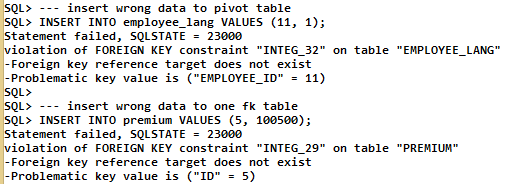 SQL> --- insert wrong data to pivot table
SQL> INSERT INTO employee_lang VALUES (11, 1);
Statement failed, SQLSTATE = 23000
violation of FOREIGN KEY constraint "INTEG_32" on table "EMPLOYEE_LANG"
-Foreign key reference target does not exist
-Problematic key value is ("EMPLOYEE_ID" = 11)
SQL>
SQL> --- insert wrong data to one fk table
SQL> INSERT INTO premium VALUES (5, 100500);
Statement failed, SQLSTATE = 23000
violation of FOREIGN KEY constraint "INTEG_29" on table "PREMIUM"
-Foreign key reference target does not exist
-Problematic key value is ("ID" = 5)